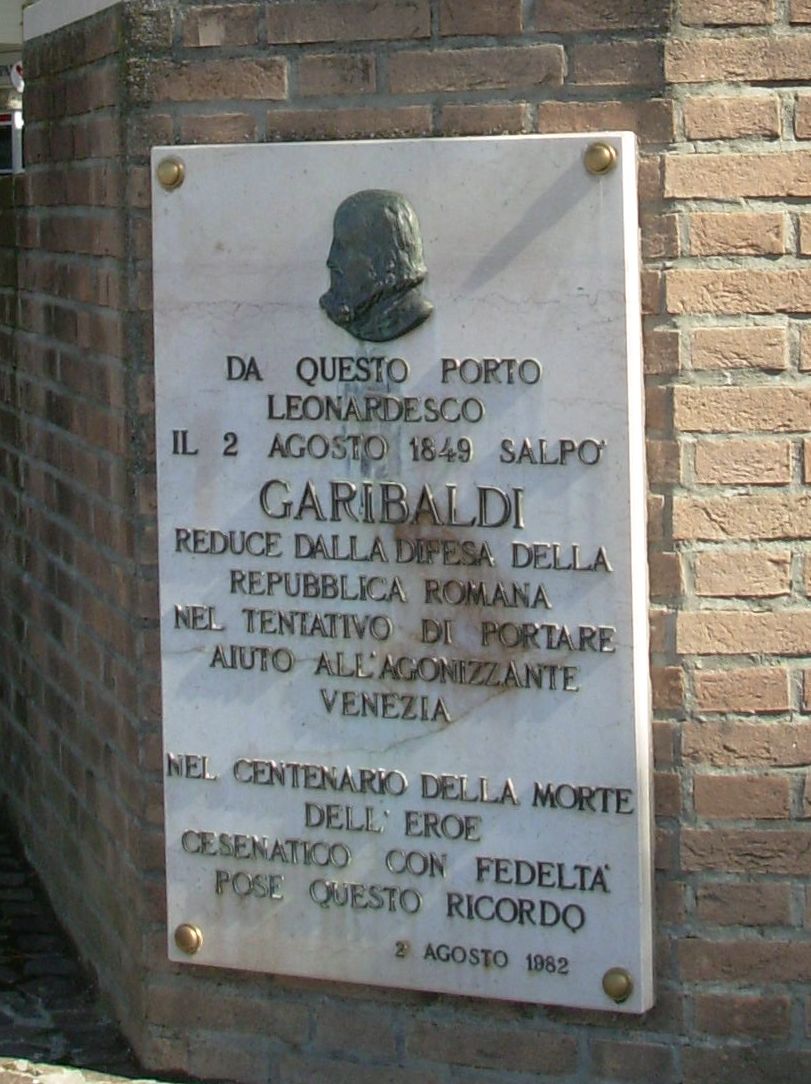 DA QUESTO PORTO
LEONARDESCO
IL 2 AGOSTO 1849 SALPO'
GARIBALDI
REDUCE DALLA DIFESA DELLA
REPUBBLICA ROMANA
NEL TENTATIVO DI PORTARE
AIUTO ALL'AGONIZZANTE
VENEZIA
NEL CENTENARIO DELLA MORTE
DELL' EROE
CESENATICO CON FEDELTA'
POSE QUESTO RICORDO
2 AGOSTO 1982